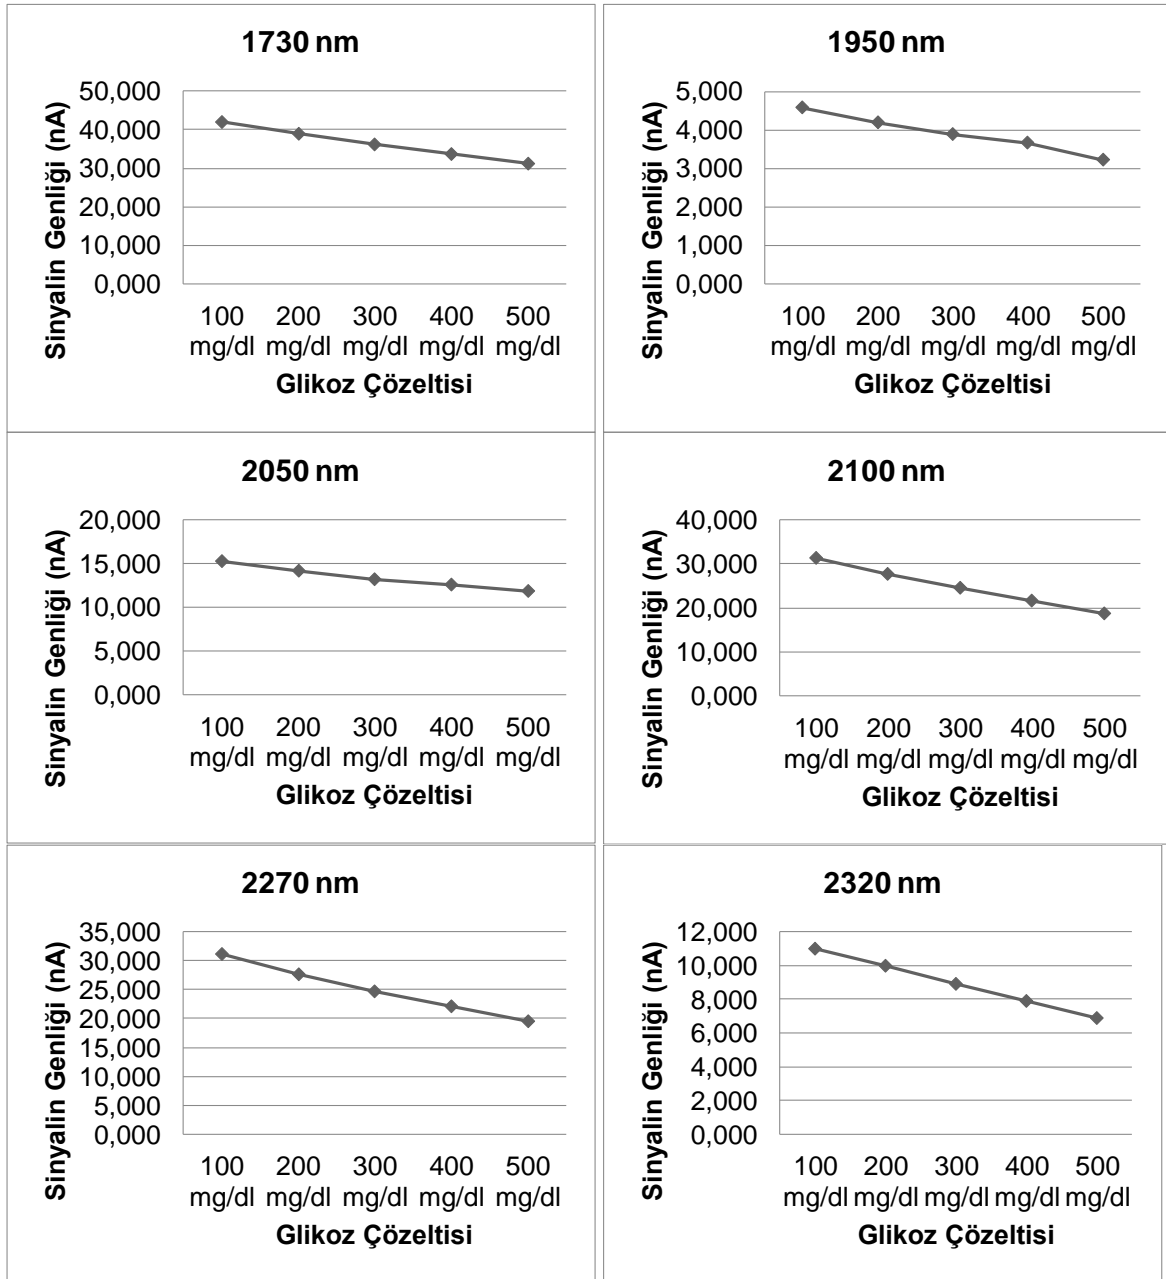 1730 nm
Sinyalin Genliği (nA)
50,000
40,000
30,000
20,000
10,000
0,000
100 200 300 400 500
mg/dl mg/dl mg/dl mg/dl mg/dl
Glikoz Çözeltisi
1950 nm
Sinyalin Genliği (nA)
5,000
4,000
3,000
2,000
1,000
0,000
100 200 300 400 500
mg/dl mg/dl mg/dl mg/dl mg/dl
Glikoz Çözeltisi
2050 nm
Sinyalin Genliği (nA)
20,000
15,000
10,000
5,000
0,000
100 200 300 400 500
mg/dl mg/dl mg/dl mg/dl mg/dl
Glikoz Çözeltisi
2100 nm
Sinyalin Genliği (nA)
40,000
30,000
20,000
10,000
0,000
100 200 300 400 500
mg/dl mg/dl mg/dl mg/dl mg/dl
Glikoz Çözeltisi
2270 nm
Sinyalin Genliği (nA)
35,000
30,000
25,000
20,000
15,000
10,000
5,000
0,000
100 200 300 400 500
mg/dl mg/dl mg/dl mg/dl mg/dl
Glikoz Çözeltisi
2320 nm
Sinyalin Genliği (nA)
12,000
10,000
8,000
6,000
4,000
2,000
0,000
100 200 300 400 500
mg/dl mg/dl mg/dl mg/dl mg/dl
Glikoz Çözeltisi